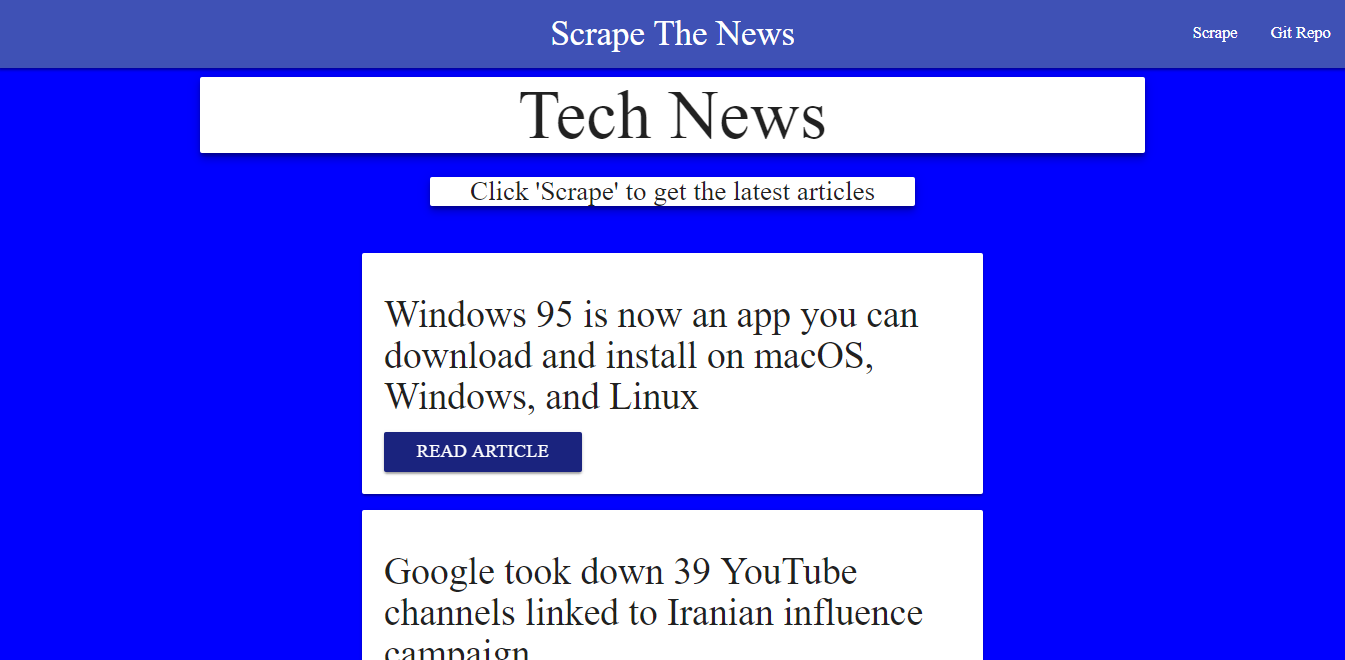 Scrape The News
Scrape
Git Repo
Tech News
Click 'Scrape' to get the latest articles
Windows 95 is now an app you can
download and install on macOS,
Windows, and Linux
READ ARTICLE
Google took down 39 YouTube
channels linked to Iranian influence
campaign